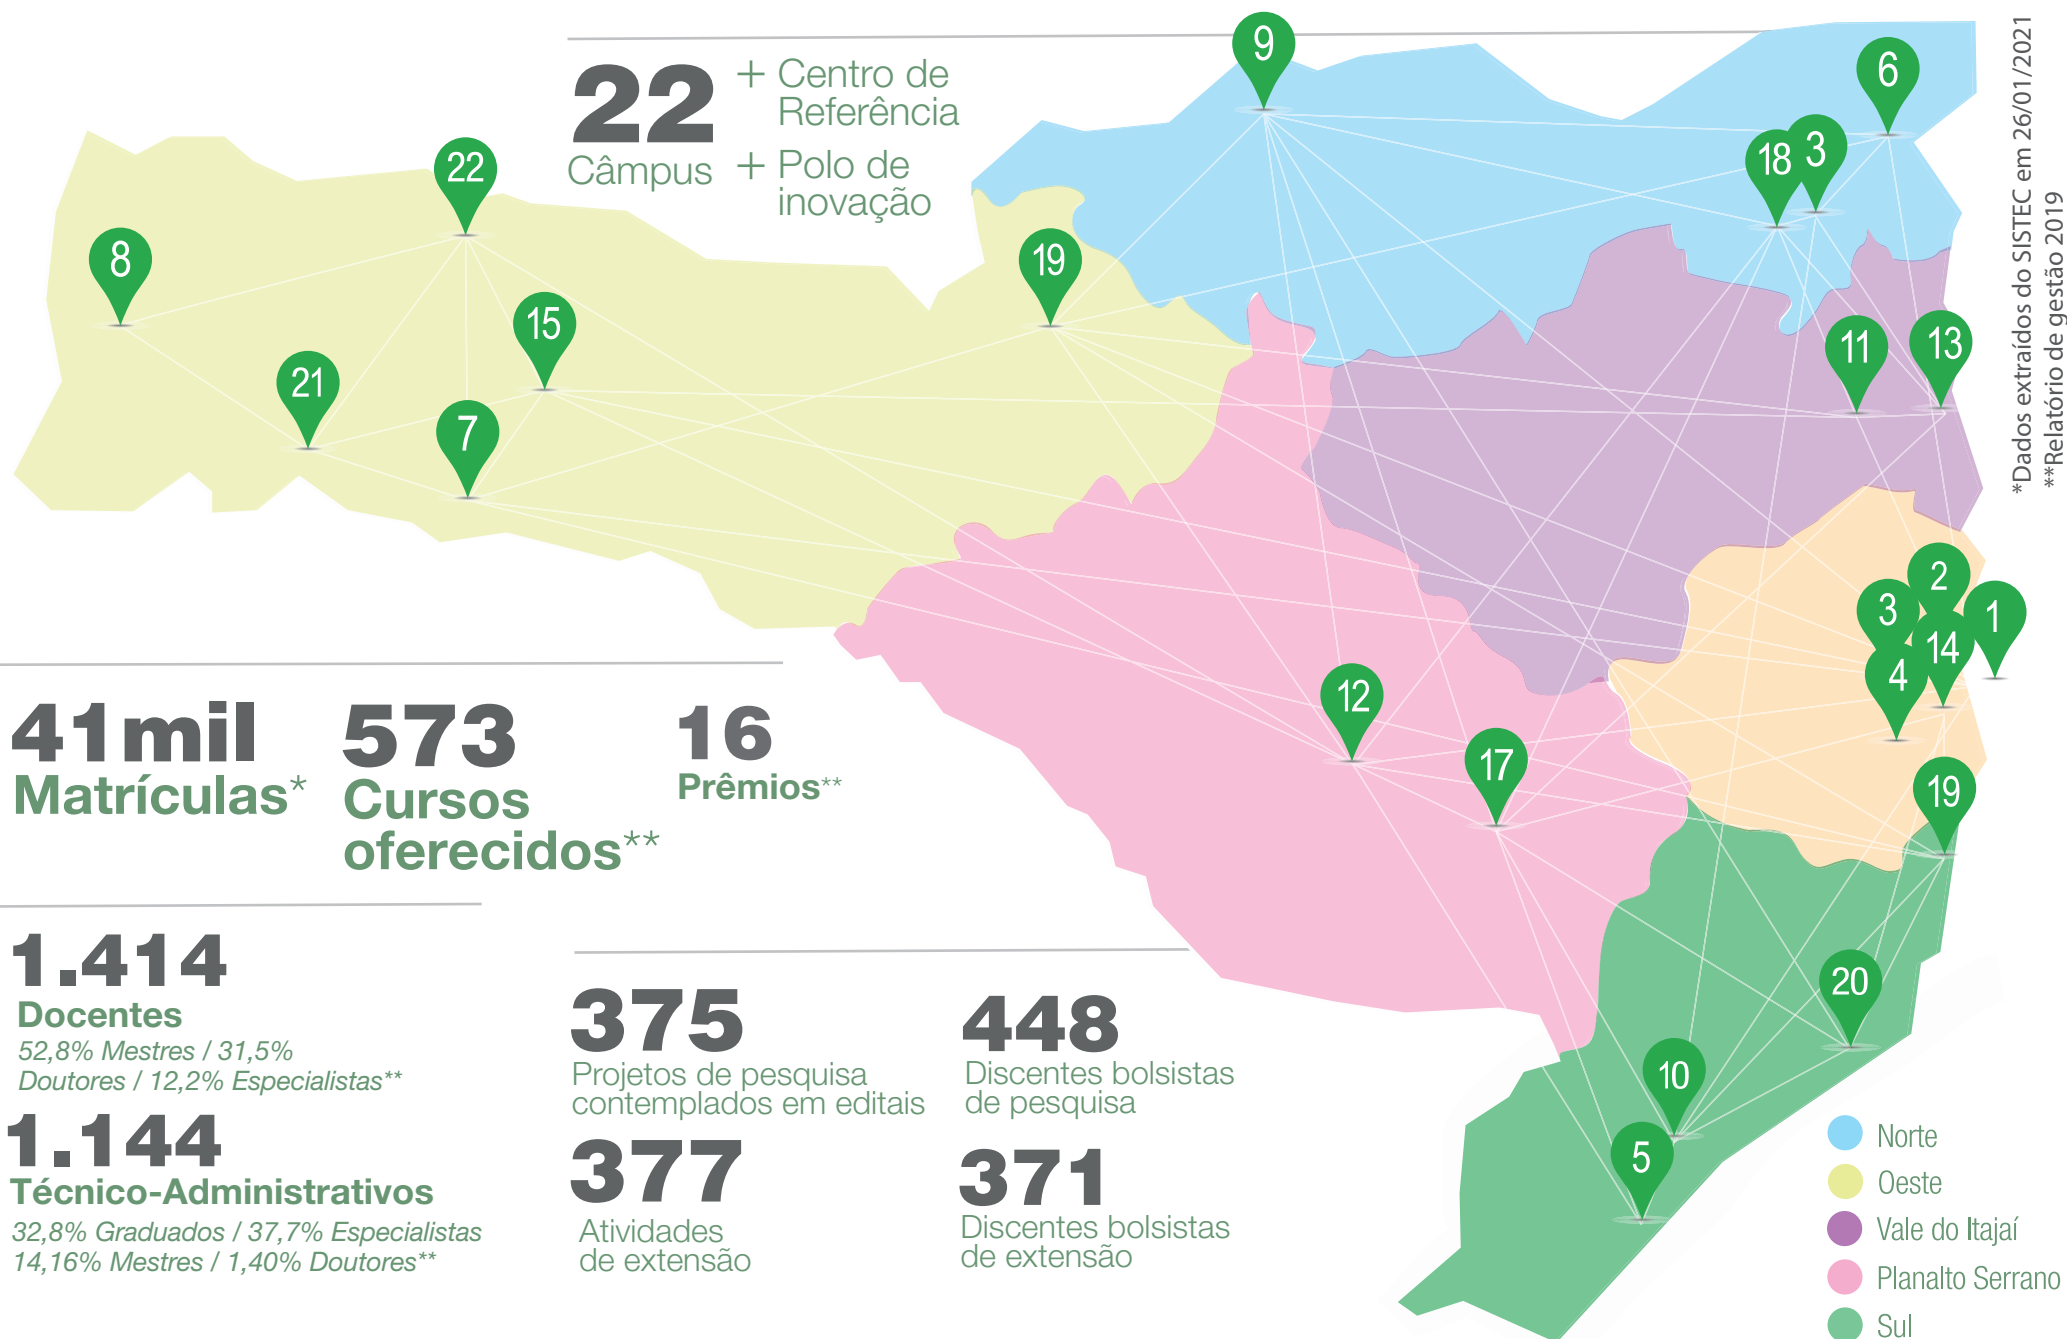 22
Câmpus
+ Centro de
Referência
+ Polo de
inovação
9
6
18
3
22
8
19
15
21
7
11
13
2
3
1
14
4
12
17
19
20
10
5
*Dados extraídos do SISTEC em 26/01/2021
**Relatório de gestão 2019
41mil
Matrículas*
573
Cursos
oferecidos**
16
Prêmios**
1.414
Docentes
52,8% Mestres / 31,5%
Doutores / 12,2% Especialistas**
1.144
Técnico-Administrativos
32,8% Graduados / 37,7% Especialistas
14,16% Mestres / 1,40% Doutores**
375
Projetos de pesquisa
contemplados em editais
448
Discentes bolsistas
de pesquisa
377
Atividades
de extensão
371
Discentes bolsistas
de extensão
Norte
Oeste
Vale do Itajaí
Planalto Serrano
Sul